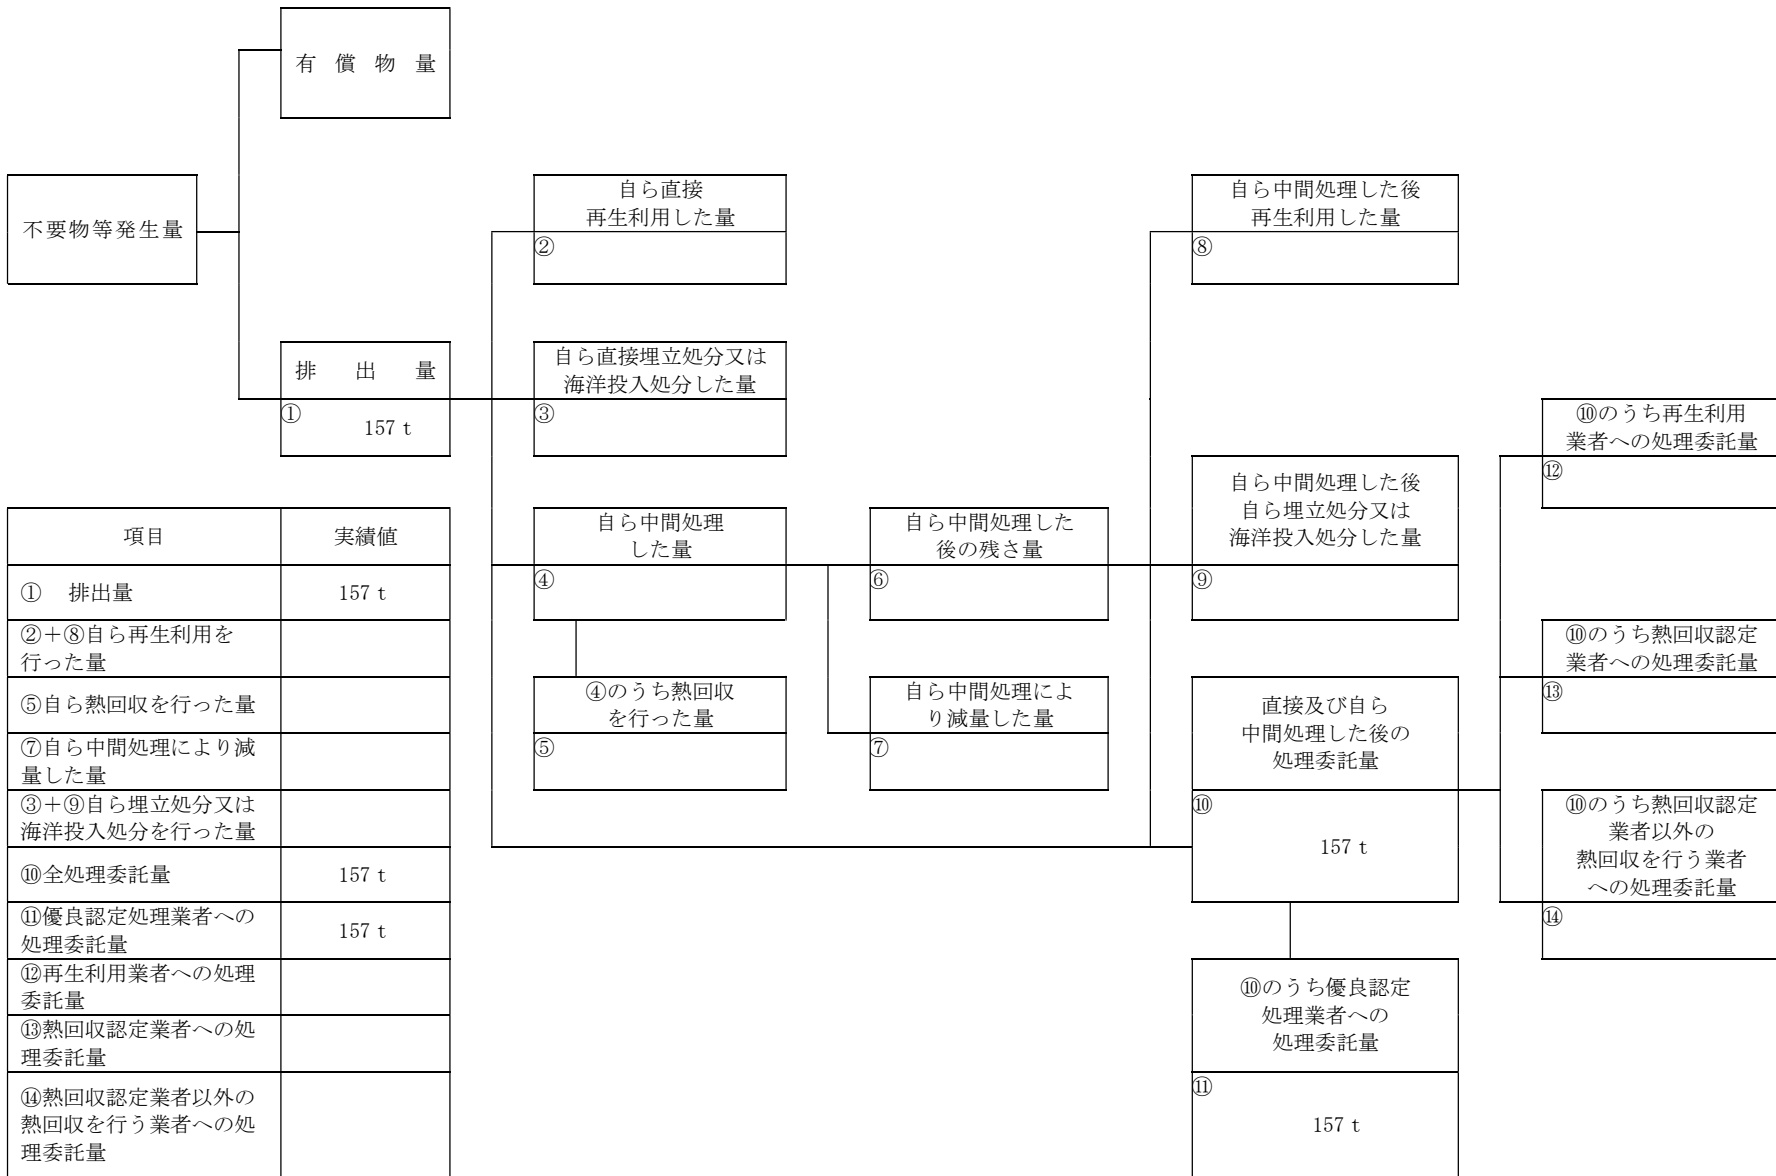 有 償 物 量
不要物等発生量
自ら直接
再生利用した量
②
自ら中間処理した後
再生利用した量
⑧
排 出 量
①
157 t
自ら直接埋立処分又は
海洋投入処分した量
③
⑩のうち再生利用
業者への処理委託量
⑫
自ら中間処理した後
自ら埋立処分又は
海洋投入処分した量
⑨
自ら中間処理
した量
④
自ら中間処理した
後の残さ量
⑥
⑩のうち熱回収認定
業者への処理委託量
⑬
④のうち熱回収
を行った量
⑤
自ら中間処理によ
り減量した量
⑦
直接及び自ら
中間処理した後の
処理委託量
⑩
157 t
⑩のうち熱回収認定
業者以外の
熱回収を行う業者
への処理委託量
⑭
⑩のうち優良認定
処理業者への
処理委託量
⑪
157 t
項目 実績値
① 排出量 157 t
②+⑧自ら再生利用を
行った量
⑤自ら熱回収を行った量
⑦自ら中間処理により減
量した量
③+⑨自ら埋立処分又は
海洋投入処分を行った量
⑩全処理委託量 157 t
⑪優良認定処理業者への
処理委託量 157 t
⑫再生利用業者への処理
委託量
⑬熱回収認定業者への処
理委託量
⑭熱回収認定業者以外の
熱回収を行う業者への処
理委託量